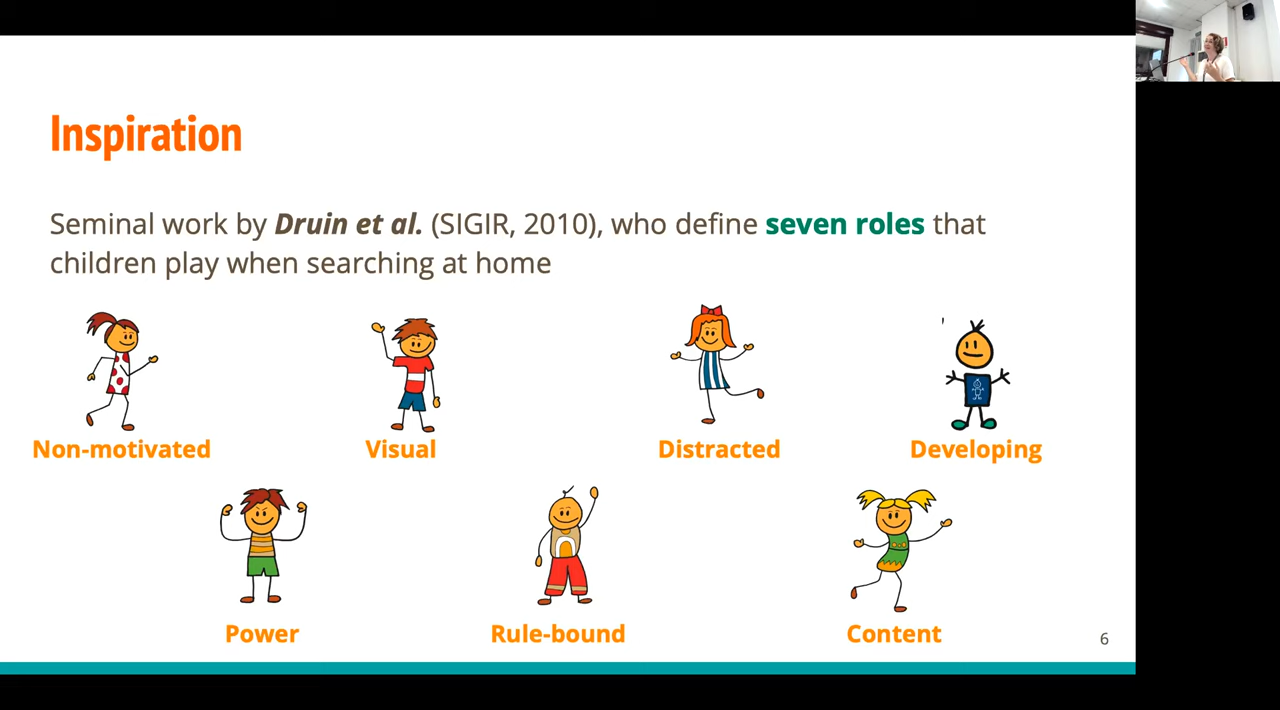 Inspiration
Seminal work by Druin et al. (SIGIR, 2010), who define seven roles that
children play when searching at home
Non-motivated
Visual
Distracted
Developing
Power
Rule-bound
Content
6